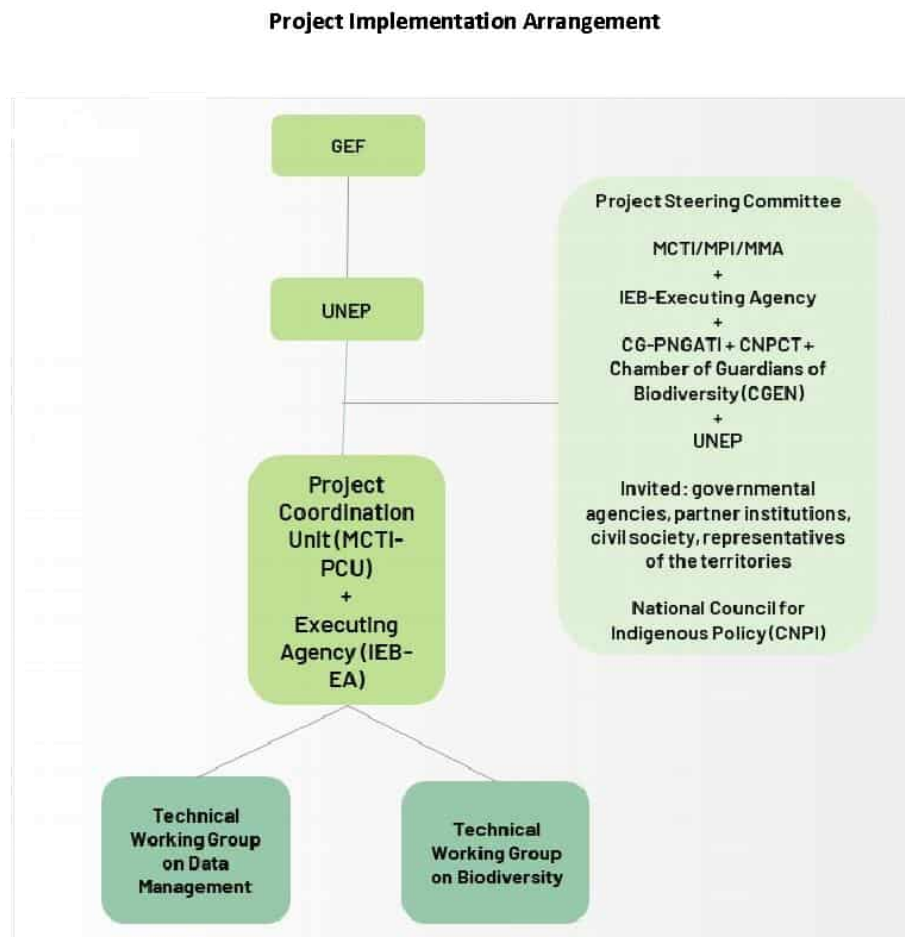 Project Implementation Arrangement
GEF
UNEP
Project Steering Committee
MCTI/MPI/MMA
+
IEB-Executing Agency
+
CG-PNGATI + CNPCT +
Chamber of Guardians of
Biodiversity (CGEN)
+
UNEP
Invited: governmental
agencies, partner institutions,
civil society, representatives
of the territories
National Council for
Indigenous Policy (CNPI)
Project
Coordination
Unit (MCTI-
PCU)
+
Executing
Agency (IEB-
EA)
Technical
Working Group
on Data
Management
Technical
Working Group
on Biodiversity